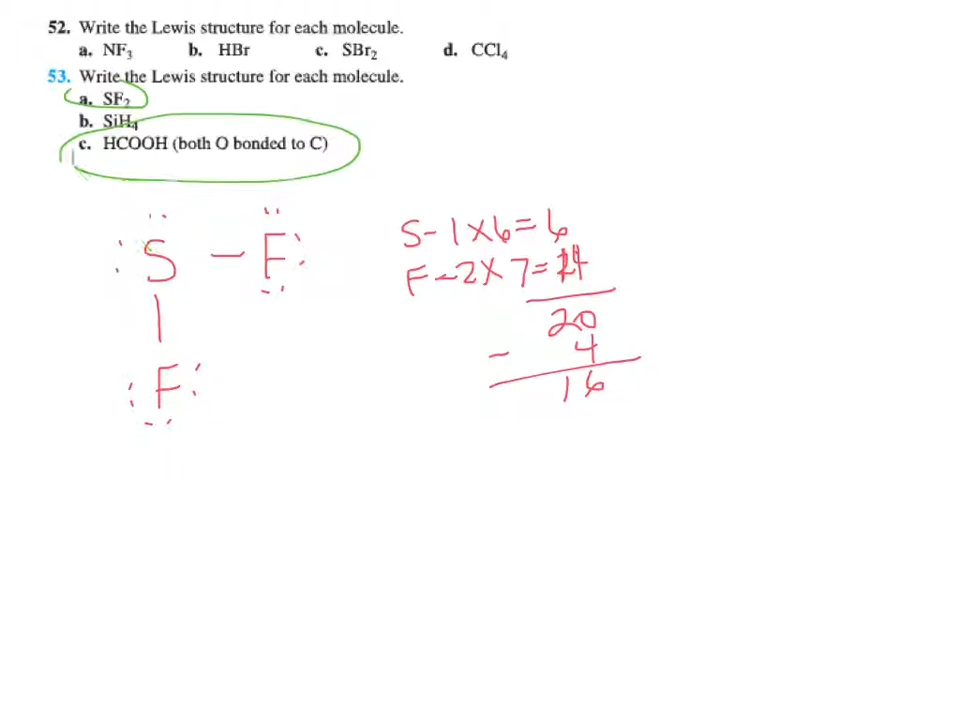 52. Write the Lewis structure for each molecule.
a. NF3 b. HBr c. SBr2 d. CCl4
53. Write the Lewis structure for each molecule.
a. SF2
b. SiH4
c. HCOOH (both O bonded to C)
S - F
S - 1 x 6 = 6
F - 2 x 7 = 14
20
- 4
F
16